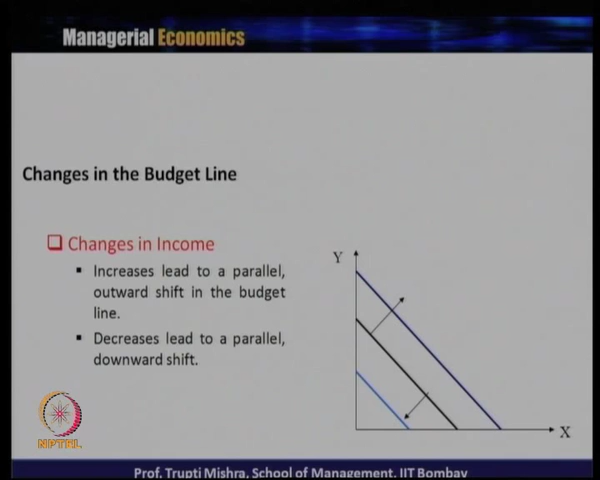 Managerial Economics
Changes in the Budget Line
Changes in Income
Increases lead to a parallel,
outward shift in the budget
line.
Decreases lead to a parallel,
downward shift.
Y
X
NPTEL
Prof. Trupti Mishra, School of Management, IIT Bombay